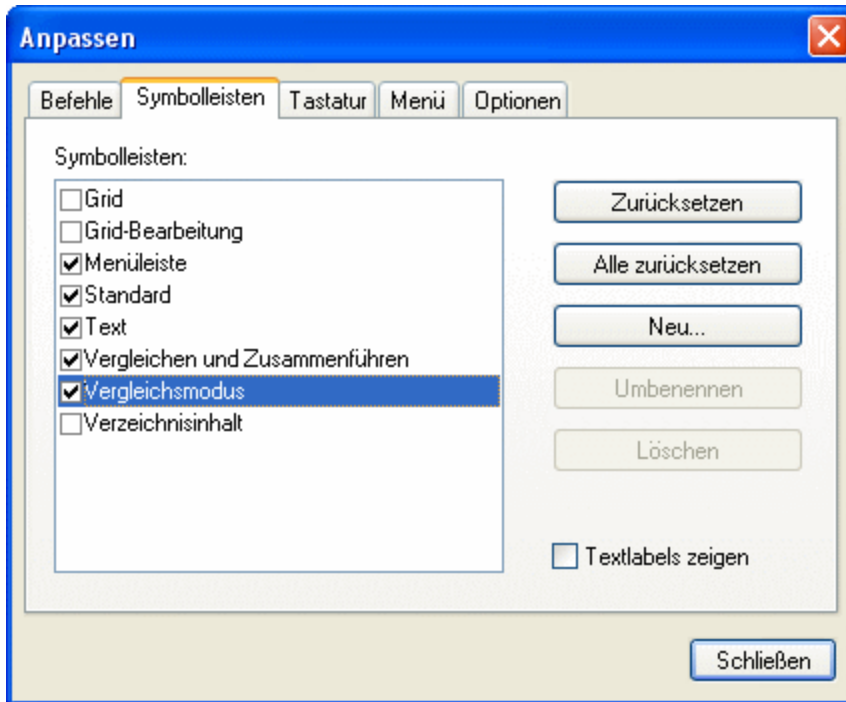 Anpassen
Befehle Symbolleisten Tastatur Menü Optionen
Symbolleisten:
Grid
Grid-Bearbeitung
Menüleiste
Standard
Text
Vergleichen und Zusammenführen
Vergleichsmodus
Verzeichnisinhalt
Zurücksetzen
Alle zurücksetzen
Neu...
Umbenennen
Löschen
Textlabels zeigen
Schließen